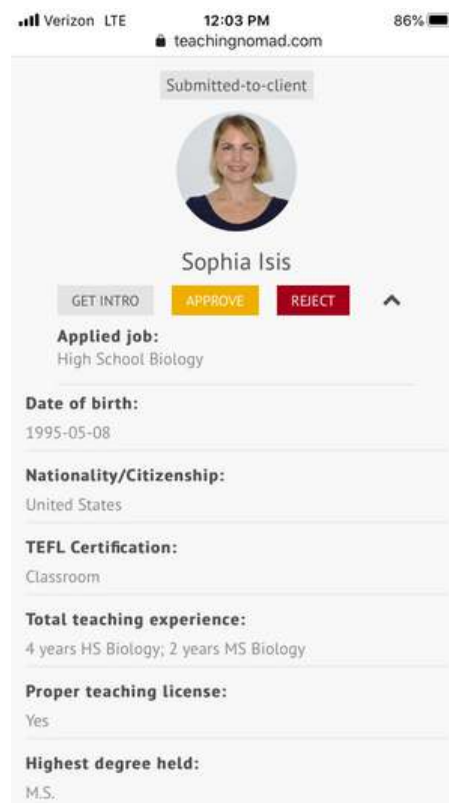 Verizon LTE 12:03 PM 86%
teachingnomad.com
Submitted-to-client
Sophia Isis
GET INTRO APPROVE REJECT
Applied job:
High School Biology
Date of birth:
1995-05-08
Nationality/Citizenship:
United States
TEFL Certification:
Classroom
Total teaching experience:
4 years HS Biology; 2 years MS Biology
Proper teaching license:
Yes
Highest degree held:
M.S.